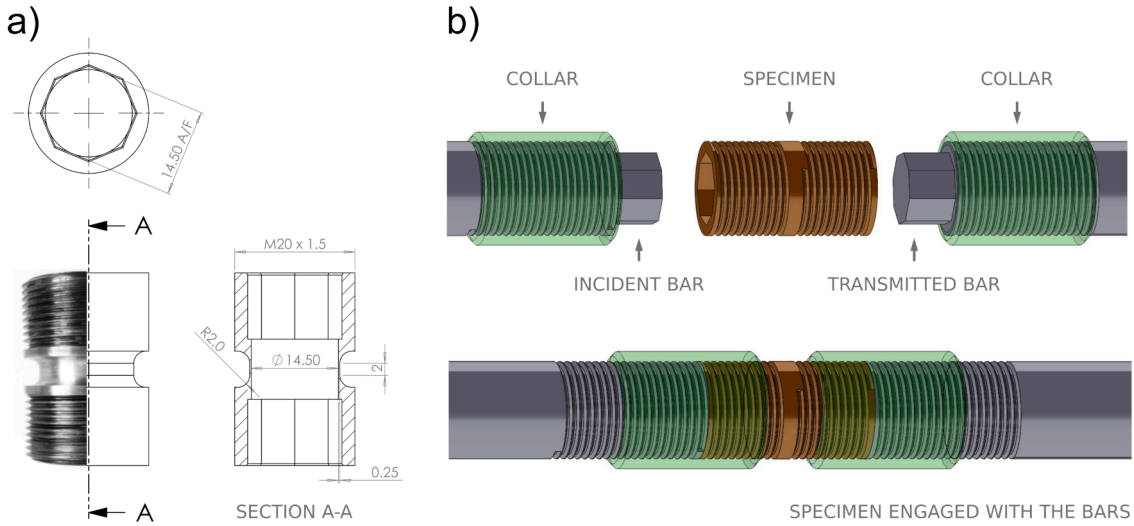 a)
14.50 A/F
A
A
M20 x 1.5
R2.0
∅14.50
2
0.25
SECTION A-A
b)
COLLAR
SPECIMEN
COLLAR
INCIDENT BAR
TRANSMITTED BAR
SPECIMEN ENGAGED WITH THE BARS